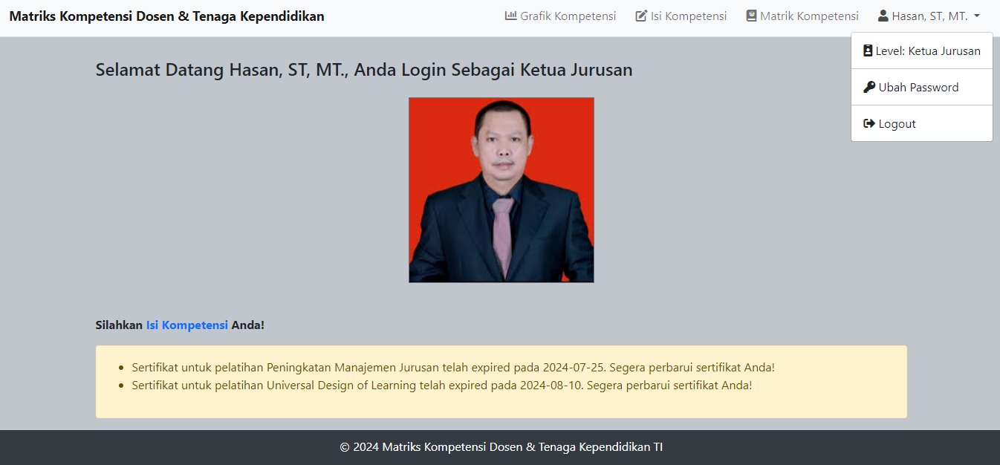 Matriks Kompetensi Dosen & Tenaga Kependidikan
Grafik Kompetensi
Isi Kompetensi
Matrik Kompetensi
Hasan, ST, MT.
Level: Ketua Jurusan
Ubah Password
Logout
Selamat Datang Hasan, ST, MT., Anda Login Sebagai Ketua Jurusan
Silahkan Isi Kompetensi Anda!
Sertifikat untuk pelatihan Peningkatan Manajemen Jurusan telah expired pada 2024-07-25. Segera perbarui sertifikat Anda!
Sertifikat untuk pelatihan Universal Design of Learning telah expired pada 2024-08-10. Segera perbarui sertifikat Anda!
© 2024 Matriks Kompetensi Dosen & Tenaga Kependidikan TI